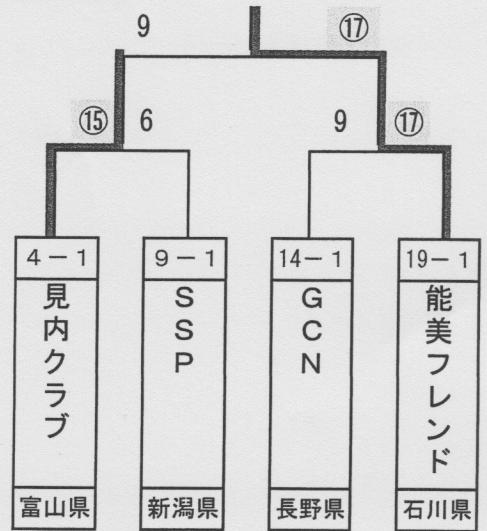 9 ⑰
⑮ 6 9 ⑰
4－1 9－1 14－1 19－1
見内クラブ
SSP
GCN
能美フレンド
富山県 新潟県 長野県 石川県